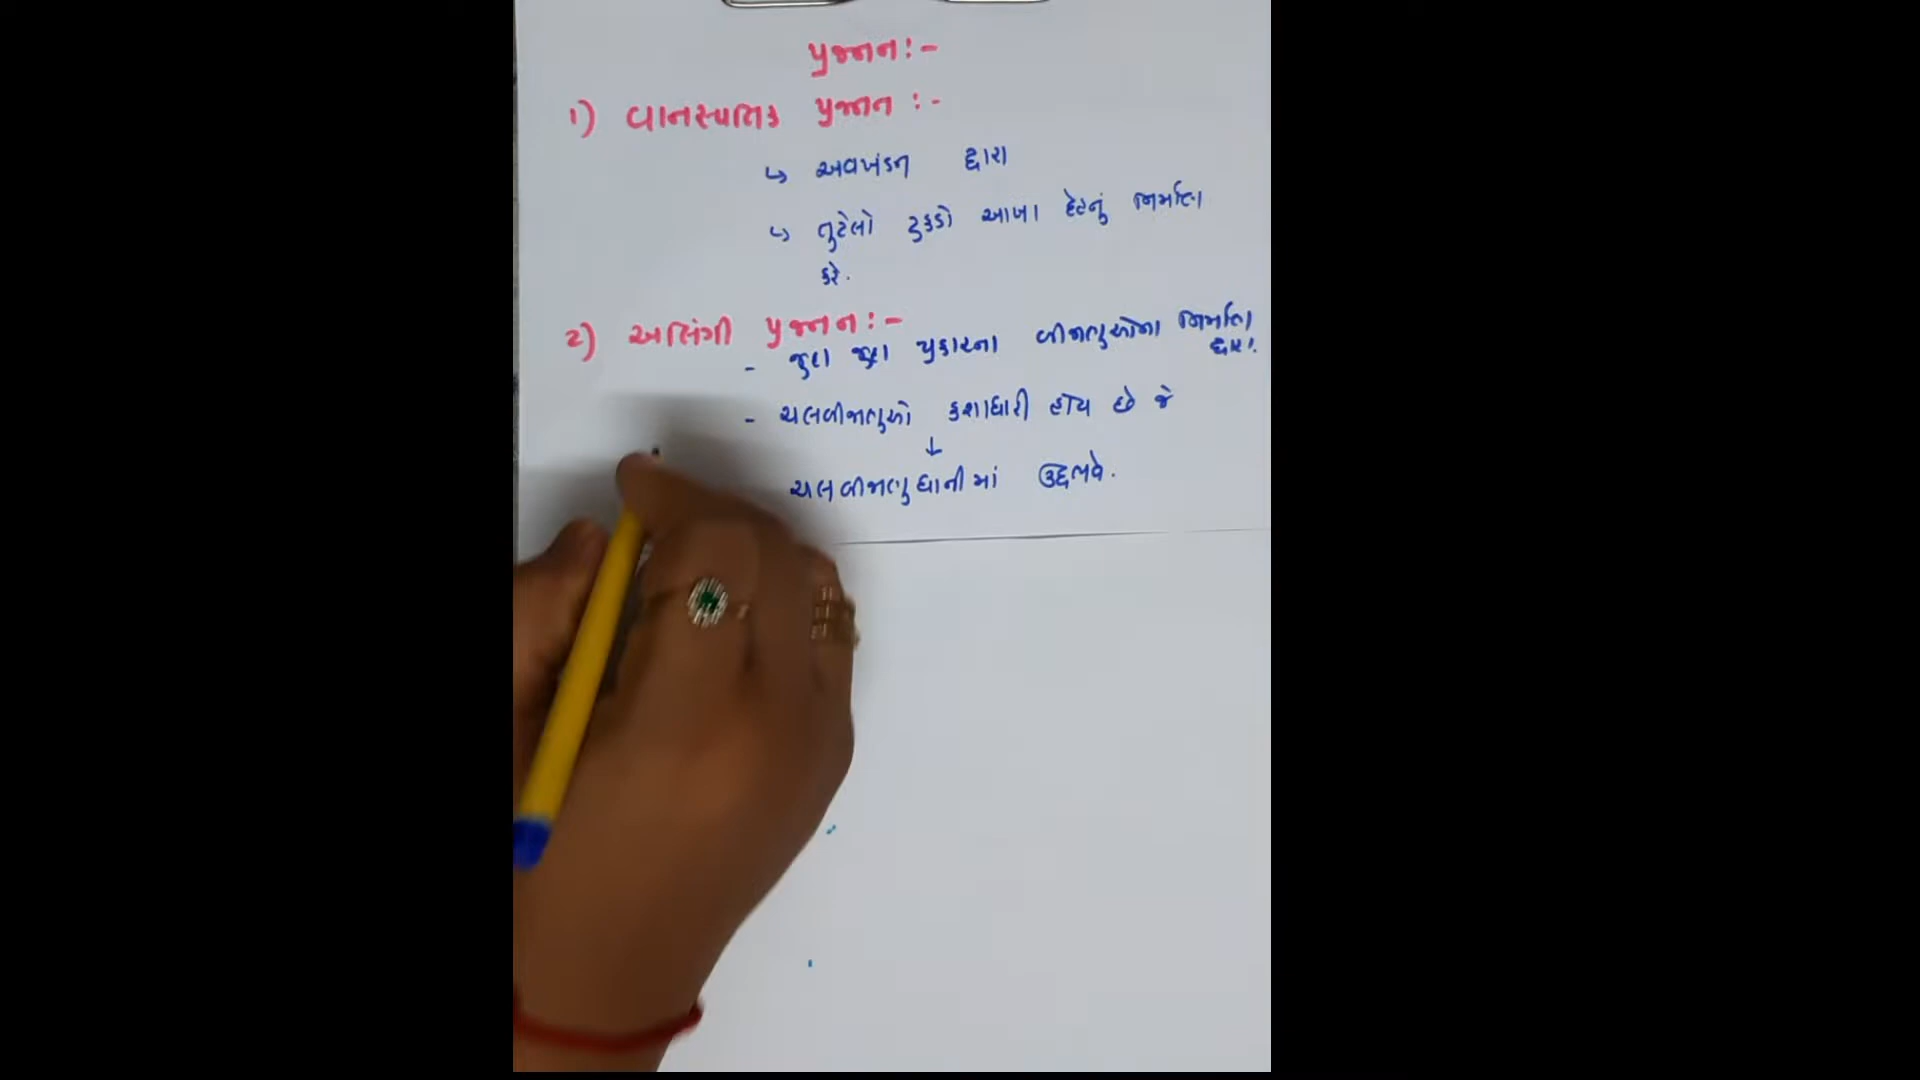 પ્રજનન :-
1) વાનસ્પતિક પ્રજનન :-
↳ અવખંડન દ્વારા
↳ તુટેલો ટુકડો આખા દેહનું નિર્માણ
કરે.
2) અલિંગી પ્રજનન :-
- જુદા જુદા પ્રકારના બીજાણુઓના નિર્માણ
દ્વારા.
- ચલબીજાણુઓ કશાધારી હોય છે જે
↓
ચલબીજાણુધાનીમાં ઉદ્દભવે.